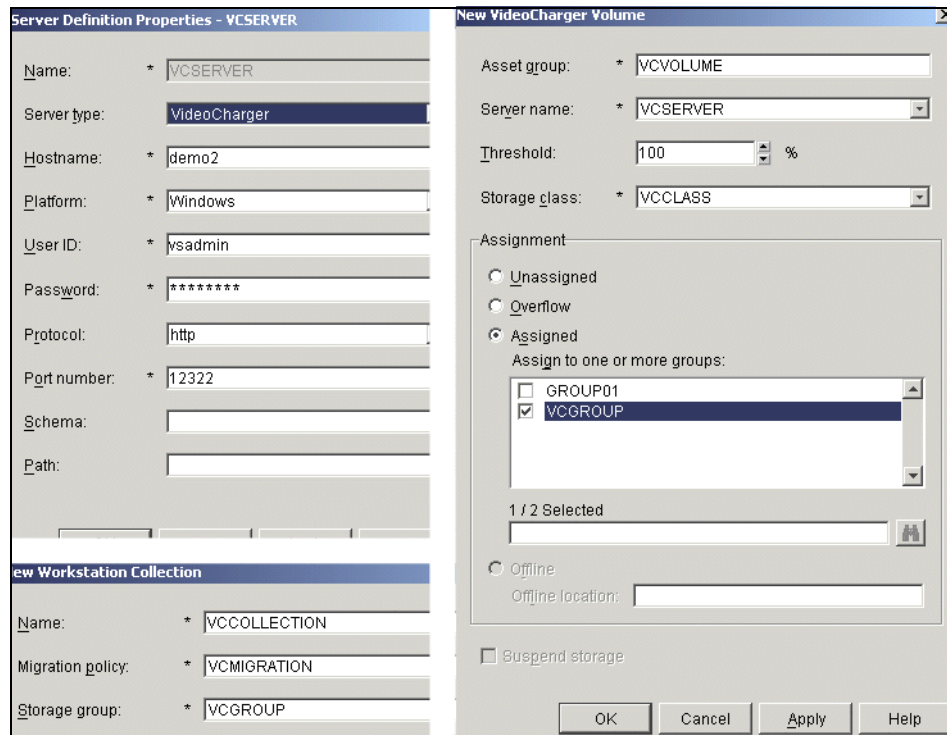 Server Definition Properties - VCSERVER
Name: * VCSERVER
Server type: VideoCharger
Hostname: * demo2
Platform: * Windows
User ID: * vsadmin
Password: * ********
Protocol: http
Port number: * 12322
Schema:
Path:
ew Workstation Collection
Name: * VCCOLLECTION
Migration policy: * VCMIGRATION
Storage group: * VCGROUP
New VideoCharger Volume
Asset group: * VCVOLUME
Server name: * VCSERVER
Threshold: 100 %
Storage class: * VCCLASS
Assignment
Unassigned
Overflow
Assigned
Assign to one or more groups:
GROUP01
VCGROUP
1 / 2 Selected
Offline
Offline location:
Suspend storage
OK Cancel Apply Help